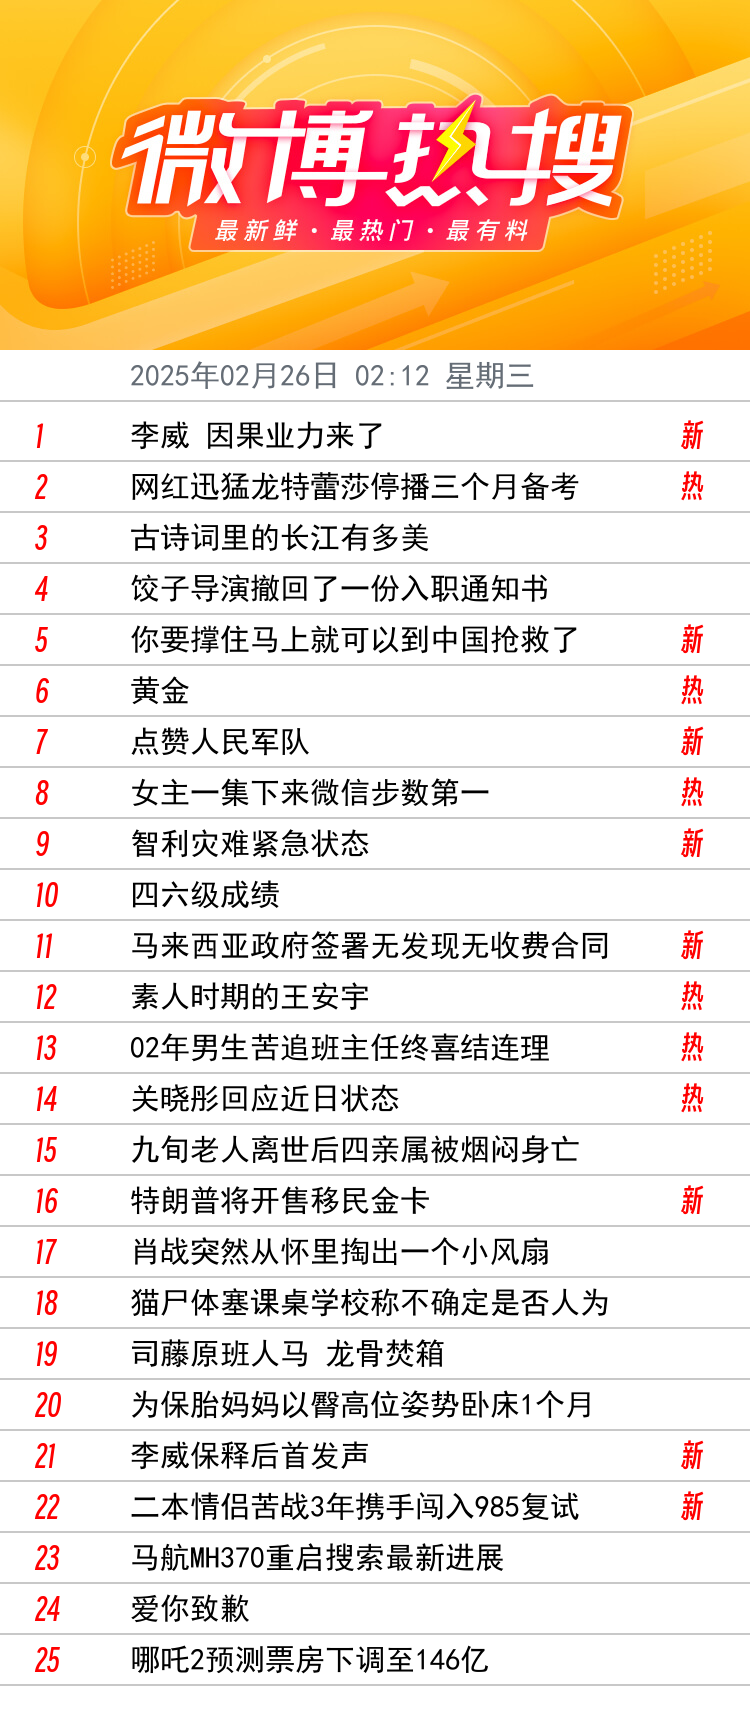 微博热搜
最新鲜·最热门·最有料
2025年02月26日 02:12 星期三
1 李威 因果业力来了 新
2 网红迅猛龙特蕾莎停播三个月备考 热
3 古诗词里的长江有多美
4 饺子导演撤回了一份入职通知书
5 你要撑住马上就可以到中国抢救了 新
6 黄金 热
7 点赞人民军队 新
8 女主一集下来微信步数第一 热
9 智利灾难紧急状态 新
10 四六级成绩
11 马来西亚政府签署无发现无收费合同 新
12 素人时期的王安宇 热
13 02年男生苦追班主任终喜结连理 热
14 关晓彤回应近日状态 热
15 九旬老人离世后四亲属被烟闷身亡
16 特朗普将开售移民金卡 新
17 肖战突然从怀里掏出一个小风扇
18 猫尸体塞课桌学校称不确定是否人为
19 司藤原班人马 龙骨焚箱
20 为保胎妈妈以臀高位姿势卧床1个月
21 李威保释后首发声 新
22 二本情侣苦战3年携手闯入985复试 新
23 马航MH370重启搜索最新进展
24 爱你致歉
25 哪吒2预测票房下调至146亿